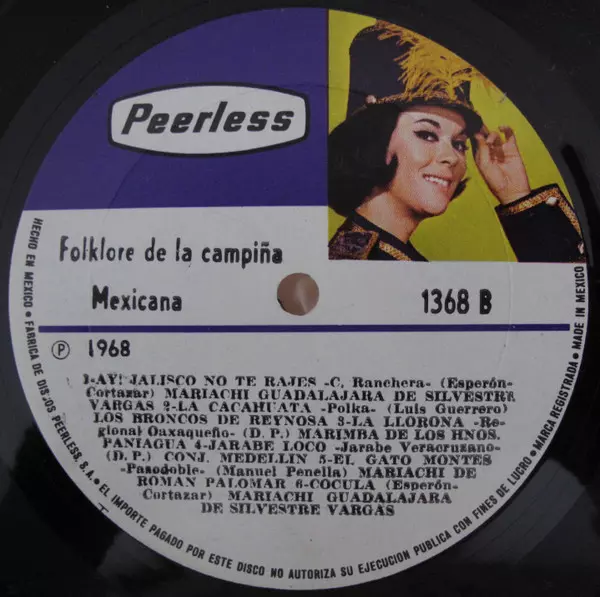 Peerless
Folklore de la campiña
Mexicana
1368 B
Ⓟ 1968
1-AY! JALISCO NO TE RAJES -C. Ranchera- (Esperón-
Cortazar) MARIACHI GUADALAJARA DE SILVESTRE
VARGAS 2-LA CACAHUATA -Polka- (Luis Guerrero)
LOS BRONCOS DE REYNOSA 3-LA LLORONA -Re-
gional Oaxaqueño- (D. P.) MARIMBA DE LOS HNOS.
PANIAGUA 4-JARABE LOCO -Jarabe Veracruzano-
(D. P.) CONJ. MEDELLIN 5-EL GATO MONTES
-Pasodoble- (Manuel Penella) MARIACHI DE
ROMAN PALOMAR 6-COCULA (Esperón-
Cortazar) MARIACHI GUADALAJARA
DE SILVESTRE VARGAS
HECHO EN MEXICO • FABRICA DE DISCOS PEERLESS, S.A. • EL IMPORTE PAGADO POR ESTE DISCO NO AUTORIZA SU EJECUCION PUBLICA CON FINES DE LUCRO • MARCA REGISTRADA • MADE IN MEXICO